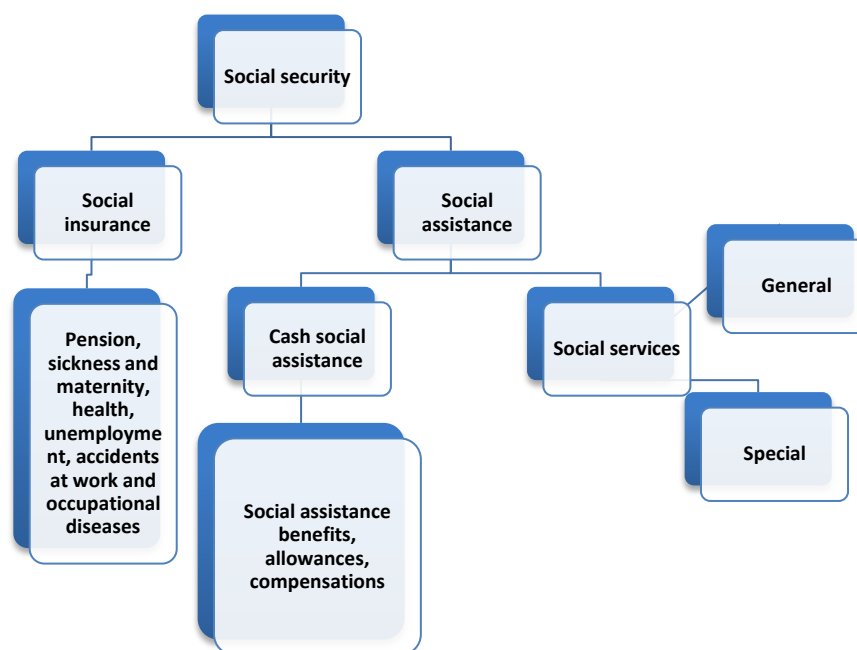 Social security
Social
insurance
Social
assistance
General
Cash social
assistance
Social services
Pension,
sickness and
maternity,
health,
unemployme
nt, accidents
at work and
occupational
diseases
Special
Social assistance
benefits,
allowances,
compensations